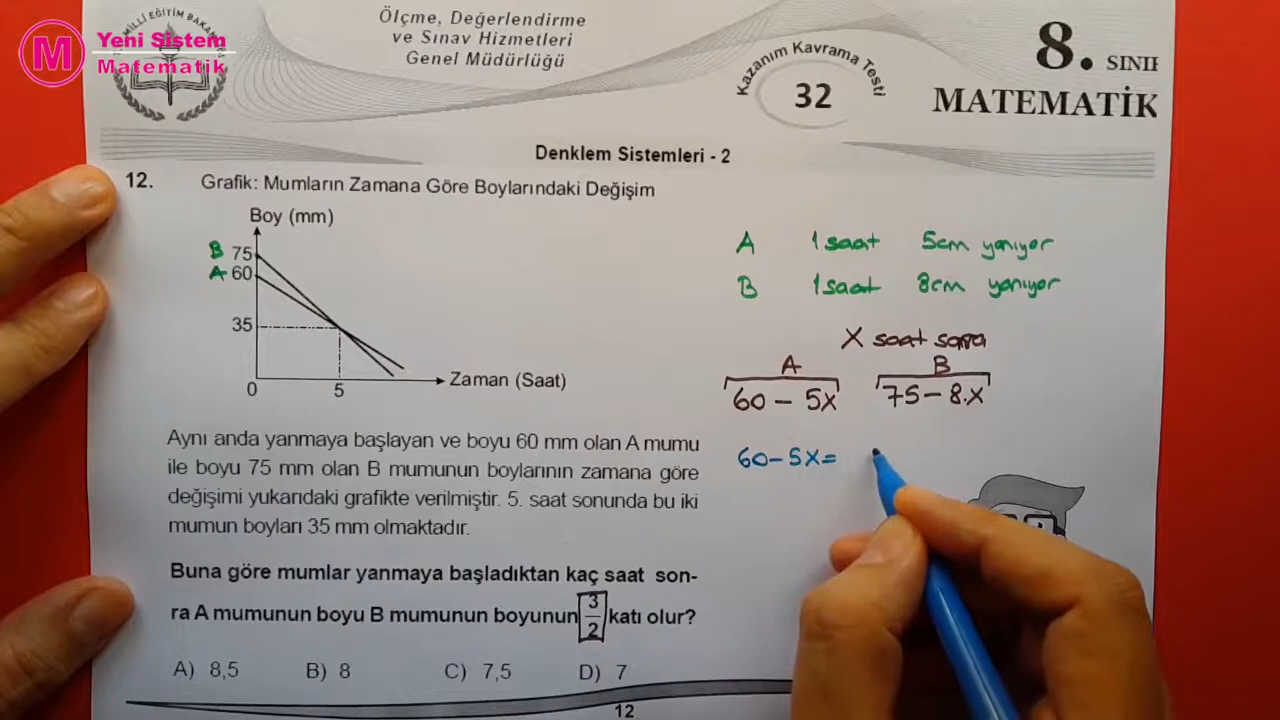 Yeni Sistem
Matematik
M
MİLLÎ EĞİTİM BAKAN
Ölçme, Değerlendirme
ve Sınav Hizmetleri
Genel Müdürlüğü
Kazanım Kavrama Testi
32
8. SINIF
MATEMATİK
Denklem Sistemleri - 2
12. Grafik: Mumların Zamana Göre Boylarındaki Değişim
Boy (mm)
B 75
A 60
35
0
5
Zaman (Saat)
A 1 saat 5cm yanıyor
B 1 saat 8cm yanıyor
X saat sonra
A B
60 - 5X 75 - 8.X
60 - 5X =
Aynı anda yanmaya başlayan ve boyu 60 mm olan A mumu
ile boyu 75 mm olan B mumunun boylarının zamana göre
değişimi yukarıdaki grafikte verilmiştir. 5. saat sonunda bu iki
mumun boyları 35 mm olmaktadır.
Buna göre mumlar yanmaya başladıktan kaç saat son-
ra A mumunun boyu B mumunun boyunun 3/2 katı olur?
A) 8,5 B) 8 C) 7,5 D) 7
12